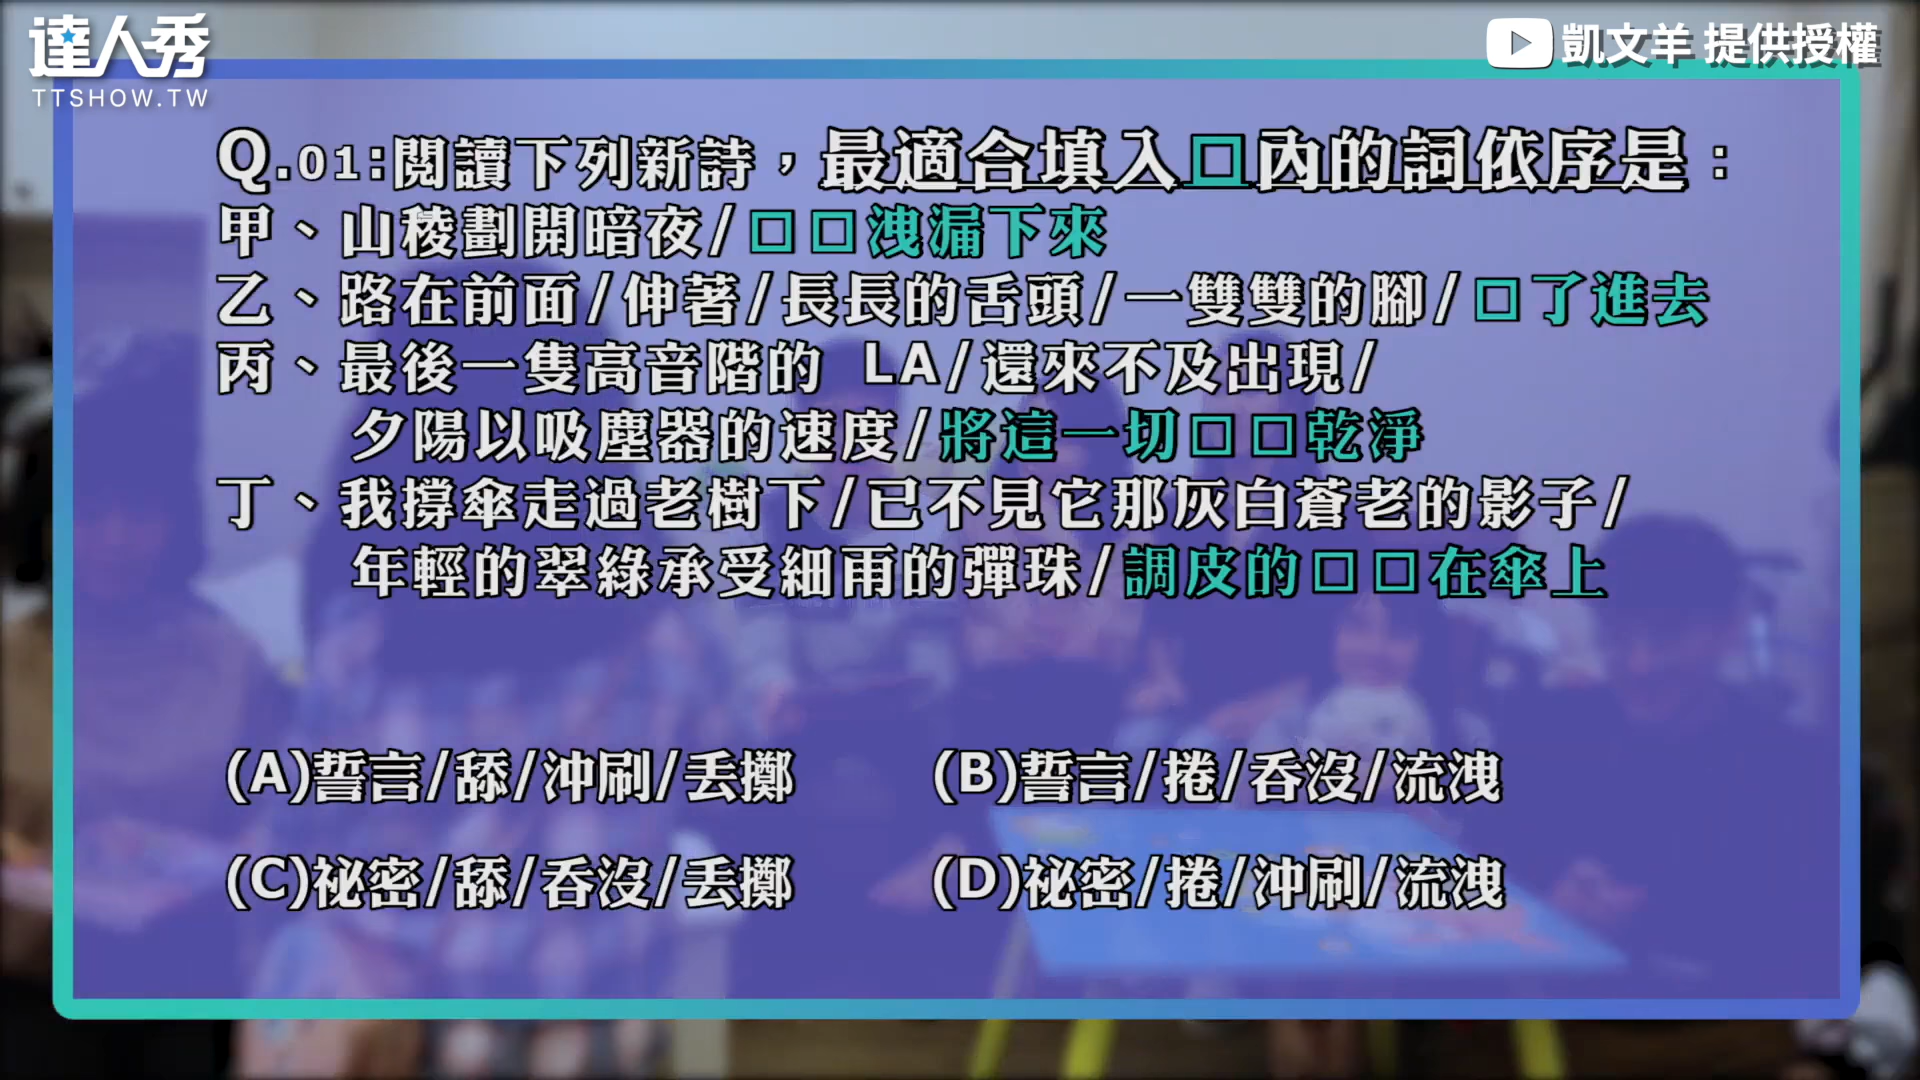 達人秀
TTSHOW.TW
凱文羊 提供授權
Q.01:閱讀下列新詩，最適合填入□內的詞依序是：
甲、山稜劃開暗夜/□□洩漏下來
乙、路在前面/伸著/長長的舌頭/一雙雙的腳/□了進去
丙、最後一隻高音階的 LA/還來不及出現/
夕陽以吸塵器的速度/將這一切□□乾淨
丁、我撐傘走過老樹下/已不見它那灰白蒼老的影子/
年輕的翠綠承受細雨的彈珠/調皮的□□在傘上
(A)誓言/舔/沖刷/丟擲
(B)誓言/捲/吞沒/流洩
(C)祕密/舔/吞沒/丟擲
(D)祕密/捲/沖刷/流洩